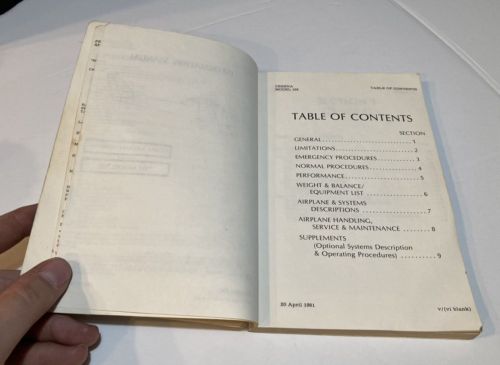 CESSNA
MODEL
TABLE OF CONTENTS
TABLE OF CONTENTS
SECTION
GENERAL..............................1
LIMITATIONS..........................2
EMERGENCY PROCEDURES............3
NORMAL PROCEDURES................4
PERFORMANCE.........................5
WEIGHT & BALANCE/
EQUIPMENT LIST ....................6
AIRPLANE & SYSTEMS
DESCRIPTIONS ......................7
AIRPLANE HANDLING,
SERVICE & MAINTENANCE ..........8
SUPPLEMENTS
(Optional Systems Description
& Operating Procedures) ..........9
20 April 1981
v/(vi blank)